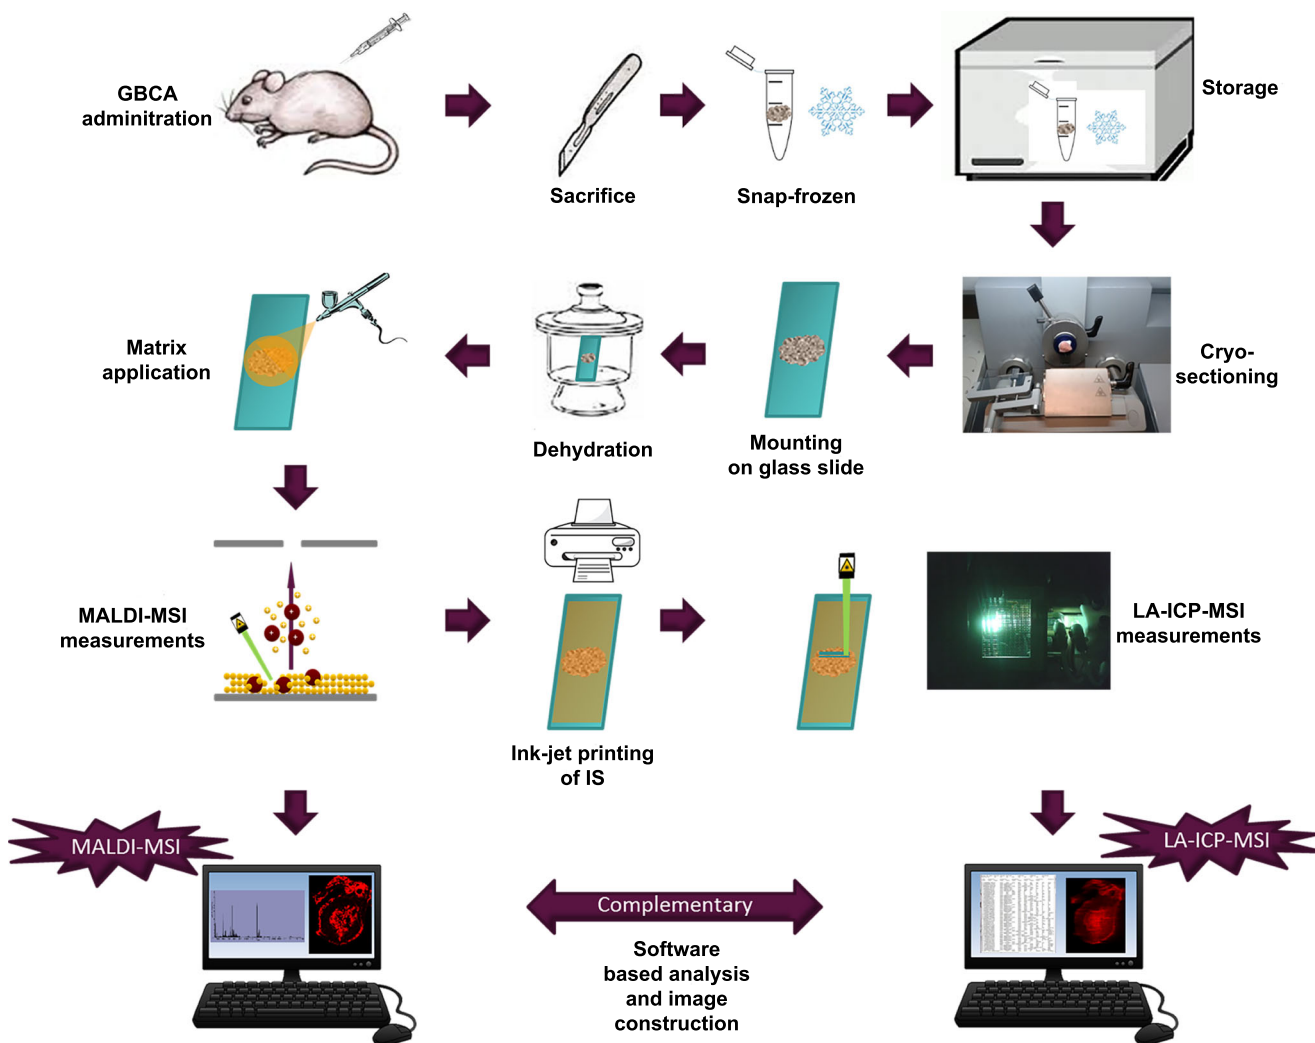 GBCA
adminitration
Sacrifice
Snap-frozen
Storage
Matrix
application
Dehydration
Mounting
on glass slide
Cryo-
sectioning
MALDI-MSI
measurements
Ink-jet printing
of IS
LA-ICP-MSI
measurements
MALDI-MSI
LA-ICP-MSI
Complementary
Software
based analysis
and image
construction